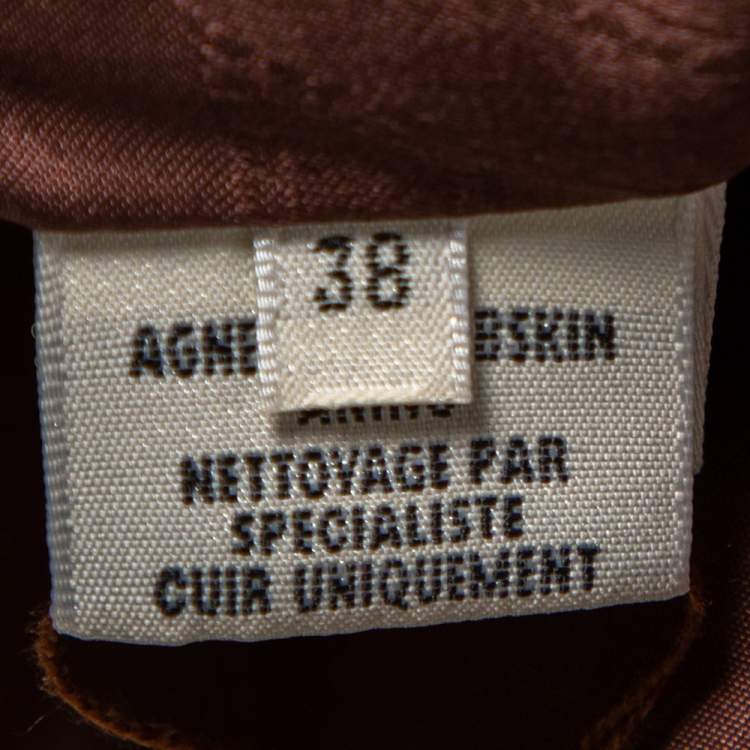 38
NETTOYAGE PAR
SPECIALISTE
CUIR UNIQUEMENT